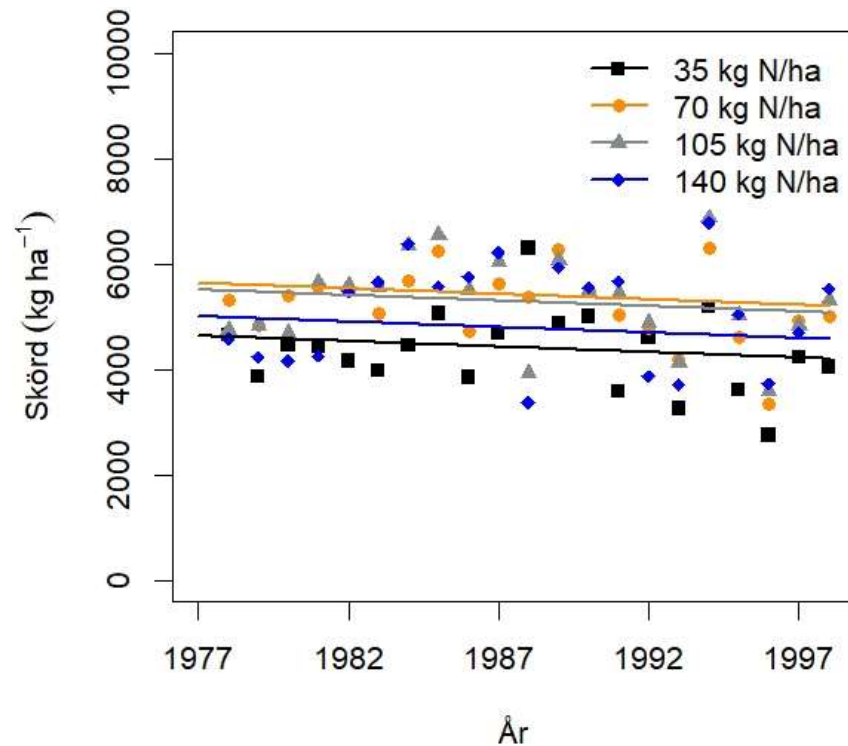 10000
8000
6000
4000
2000
0
Skörd (kg ha⁻¹)
35 kg N/ha
70 kg N/ha
105 kg N/ha
140 kg N/ha
1977 1982 1987 1992 1997
År